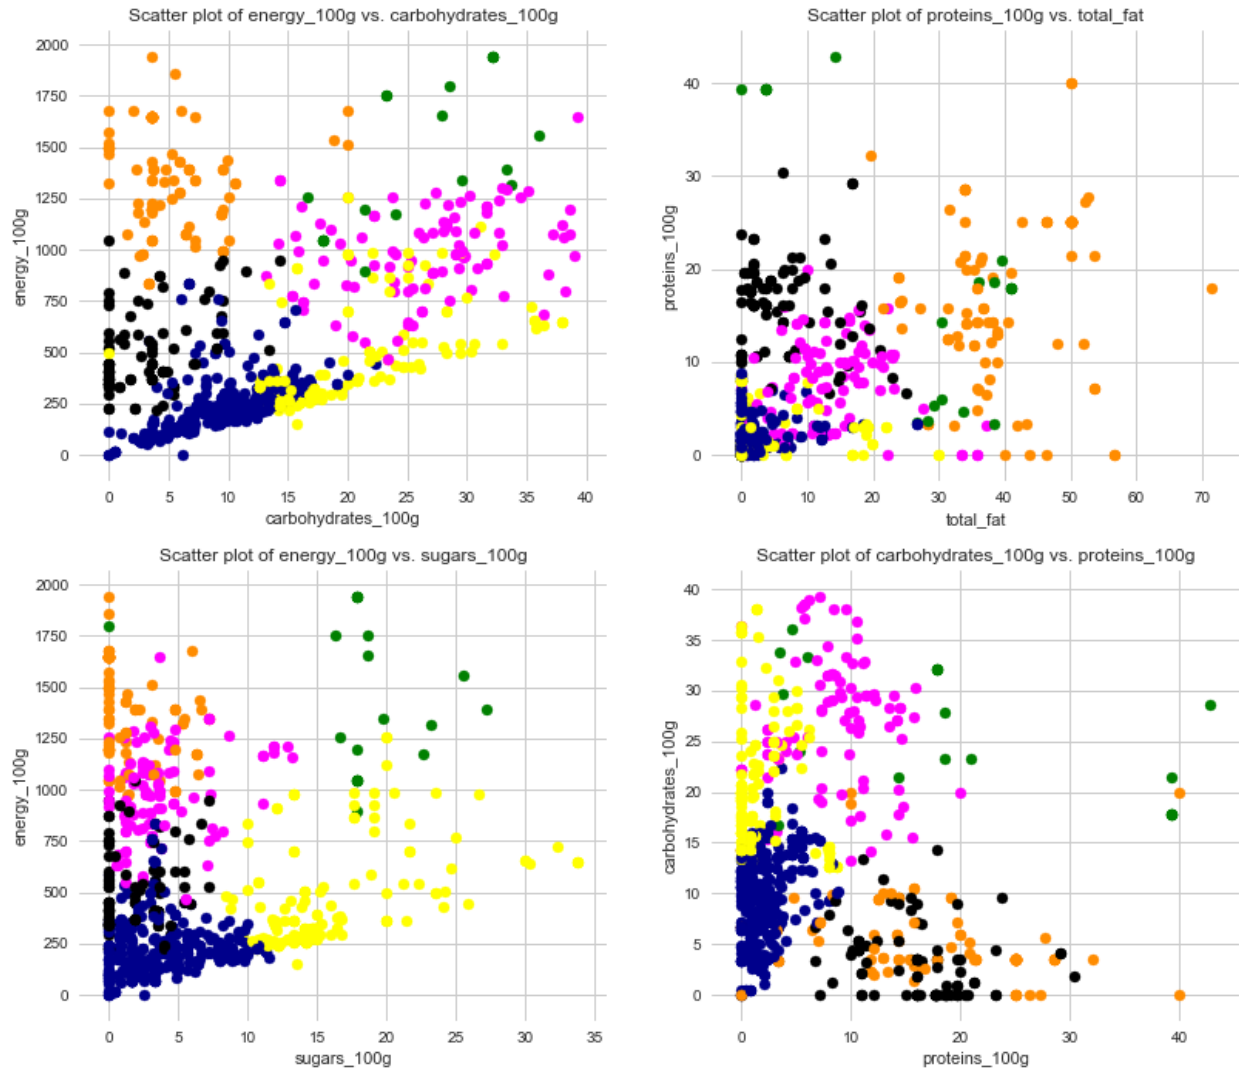 Scatter plot of energy_100g vs. carbohydrates_100g
2000
1750
1500
1250
1000
750
500
250
0
energy_100g
0 5 10 15 20 25 30 35 40
carbohydrates_100g
Scatter plot of proteins_100g vs. total_fat
40
30
20
10
0
proteins_100g
0 10 20 30 40 50 60 70
total_fat
Scatter plot of energy_100g vs. sugars_100g
2000
1750
1500
1250
1000
750
500
250
0
energy_100g
0 5 10 15 20 25 30 35
sugars_100g
Scatter plot of carbohydrates_100g vs. proteins_100g
40
35
30
25
20
15
10
5
0
carbohydrates_100g
0 10 20 30 40
proteins_100g